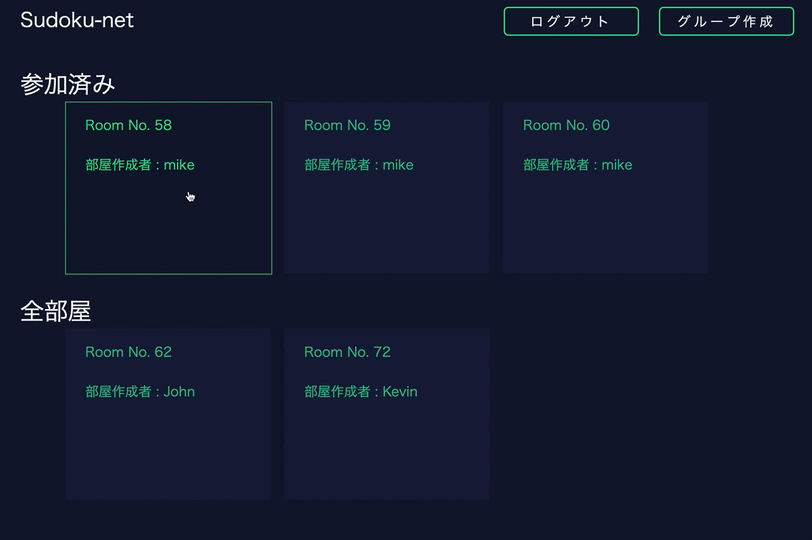 Sudoku-net
ログアウト
グループ作成
参加済み
Room No. 58
部屋作成者 : mike
Room No. 59
部屋作成者 : mike
Room No. 60
部屋作成者 : mike
全部屋
Room No. 62
部屋作成者 : John
Room No. 72
部屋作成者 : Kevin